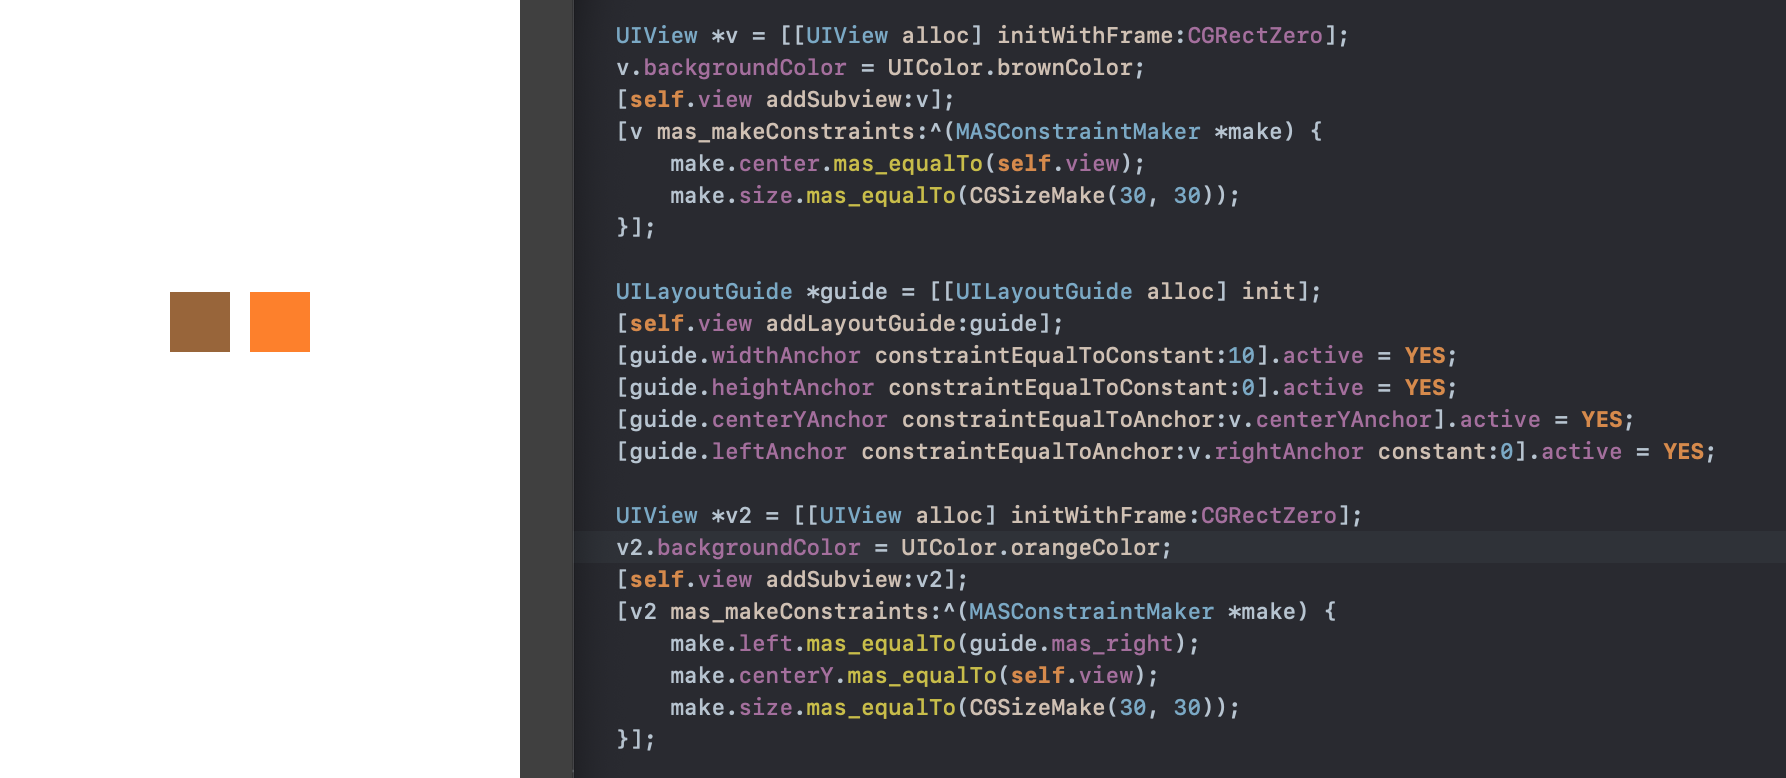 UIView *v = [[UIView alloc] initWithFrame:CGRectZero];
v.backgroundColor = UIColor.brownColor;
[self.view addSubview:v];
[v mas_makeConstraints:^(MASConstraintMaker *make) {
    make.center.mas_equalTo(self.view);
    make.size.mas_equalTo(CGSizeMake(30, 30));
}];
UILayoutGuide *guide = [[UILayoutGuide alloc] init];
[self.view addLayoutGuide:guide];
[guide.widthAnchor constraintEqualToConstant:10].active = YES;
[guide.heightAnchor constraintEqualToConstant:0].active = YES;
[guide.centerYAnchor constraintEqualToAnchor:v.centerYAnchor].active = YES;
[guide.leftAnchor constraintEqualToAnchor:v.rightAnchor constant:0].active = YES;
UIView *v2 = [[UIView alloc] initWithFrame:CGRectZero];
v2.backgroundColor = UIColor.orangeColor;
[self.view addSubview:v2];
[v2 mas_makeConstraints:^(MASConstraintMaker *make) {
    make.left.mas_equalTo(guide.mas_right);
    make.centerY.mas_equalTo(self.view);
    make.size.mas_equalTo(CGSizeMake(30, 30));
}];